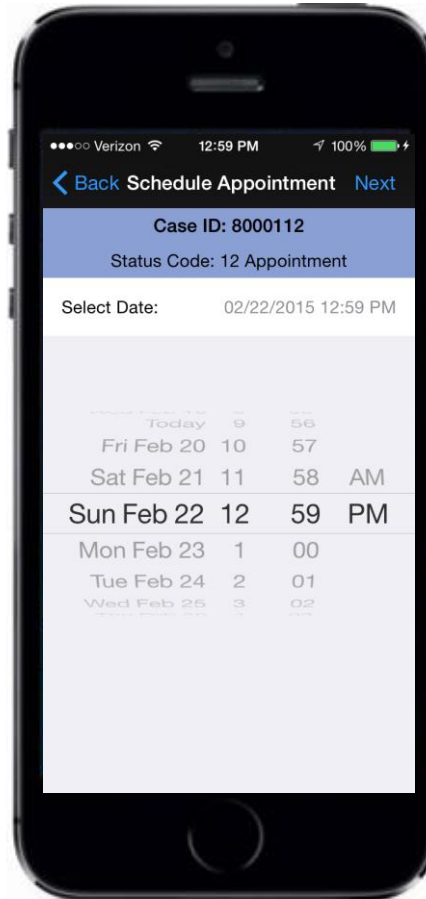 Verizon 12:59 PM 100%
Back Schedule Appointment Next
Case ID: 8000112
Status Code: 12 Appointment
Select Date: 02/22/2015 12:59 PM
Today 9 56
Fri Feb 20 10 57
Sat Feb 21 11 58 AM
Sun Feb 22 12 59 PM
Mon Feb 23 1 00
Tue Feb 24 2 01
Wed Feb 25 3 02